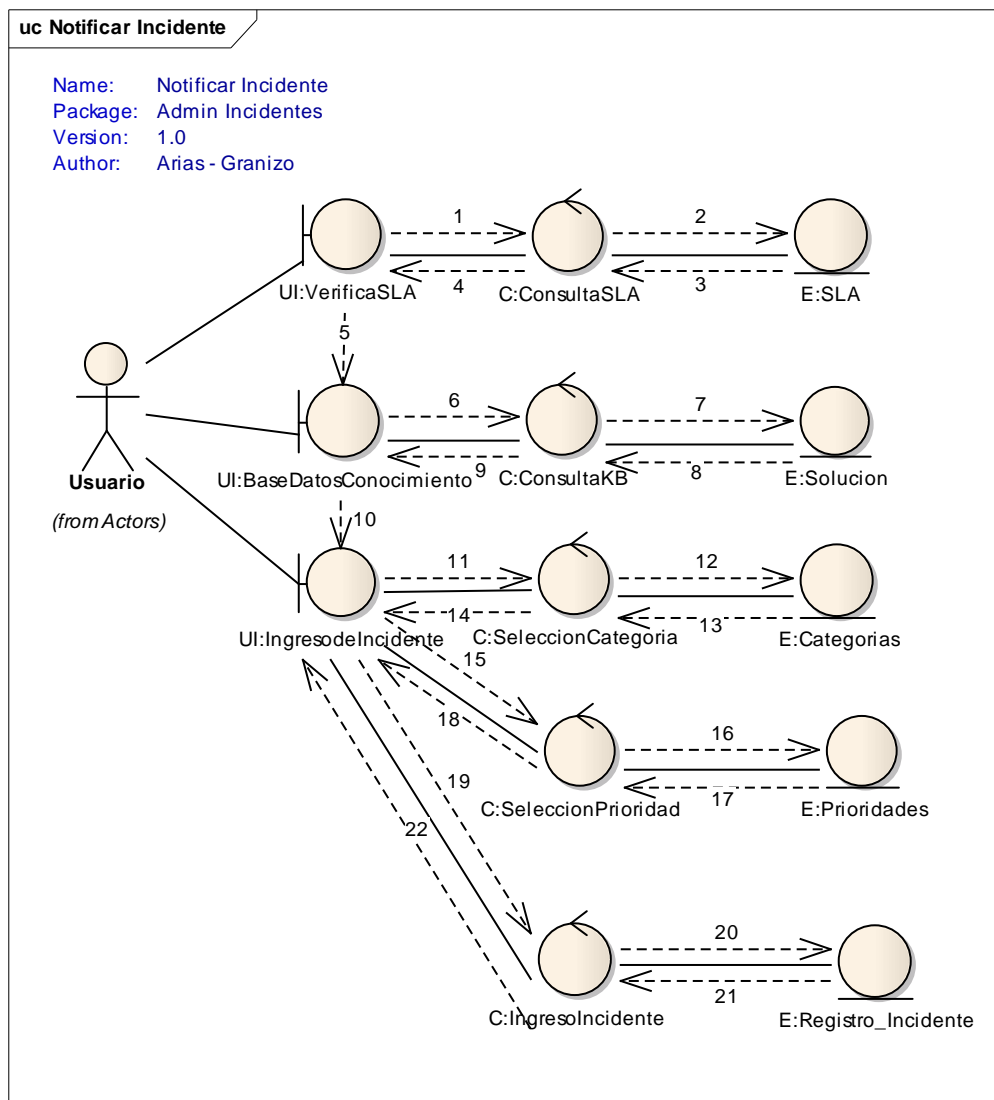 uc Notificar Incidente
Name: Notificar Incidente
Package: Admin Incidentes
Version: 1.0
Author: Arias - Granizo
1
2
4
3
UI:VerificaSLA
C:ConsultaSLA
E:SLA
5
6
7
9
8
UI:BaseDatosConocimiento
C:ConsultaKB
E:Solucion
Usuario
(from Actors)
10
11
12
14
13
UI:IngresodeIncidente
C:SeleccionCategoria
E:Categorias
15
18
16
17
C:SeleccionPrioridad
E:Prioridades
19
22
20
21
C:IngresoIncidente
E:Registro_Incidente